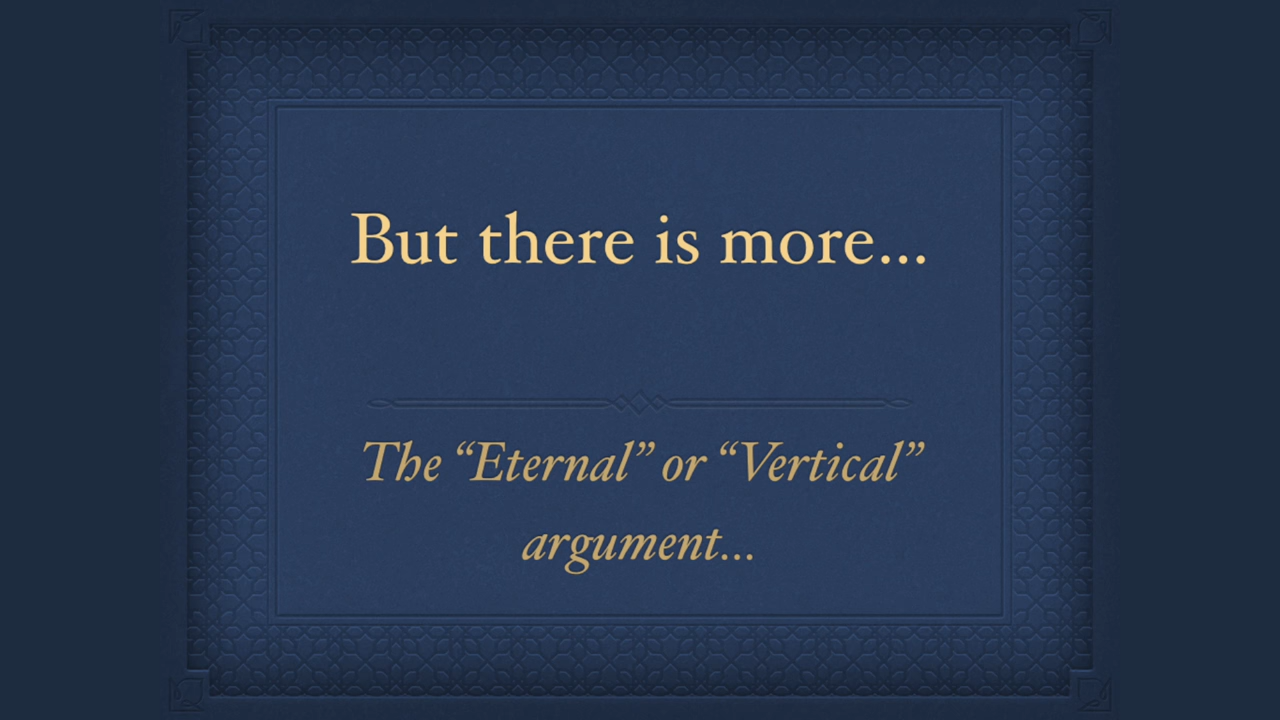 But there is more...
The “Eternal” or “Vertical”
argument...